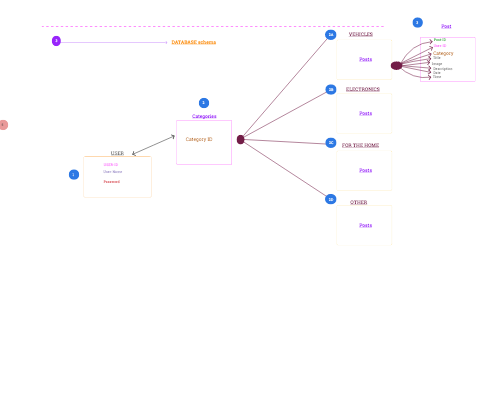 DATABASE schema
Post
Post ID
User ID
Category
Title
Image
Description
Date
Time
2A
VEHICLES
Posts
2B
ELECTRONICS
Posts
2
Categories
Category ID
2C
FOR THE HOME
Posts
2D
OTHER
Posts
USER
1
USER ID
User Name
Password
3